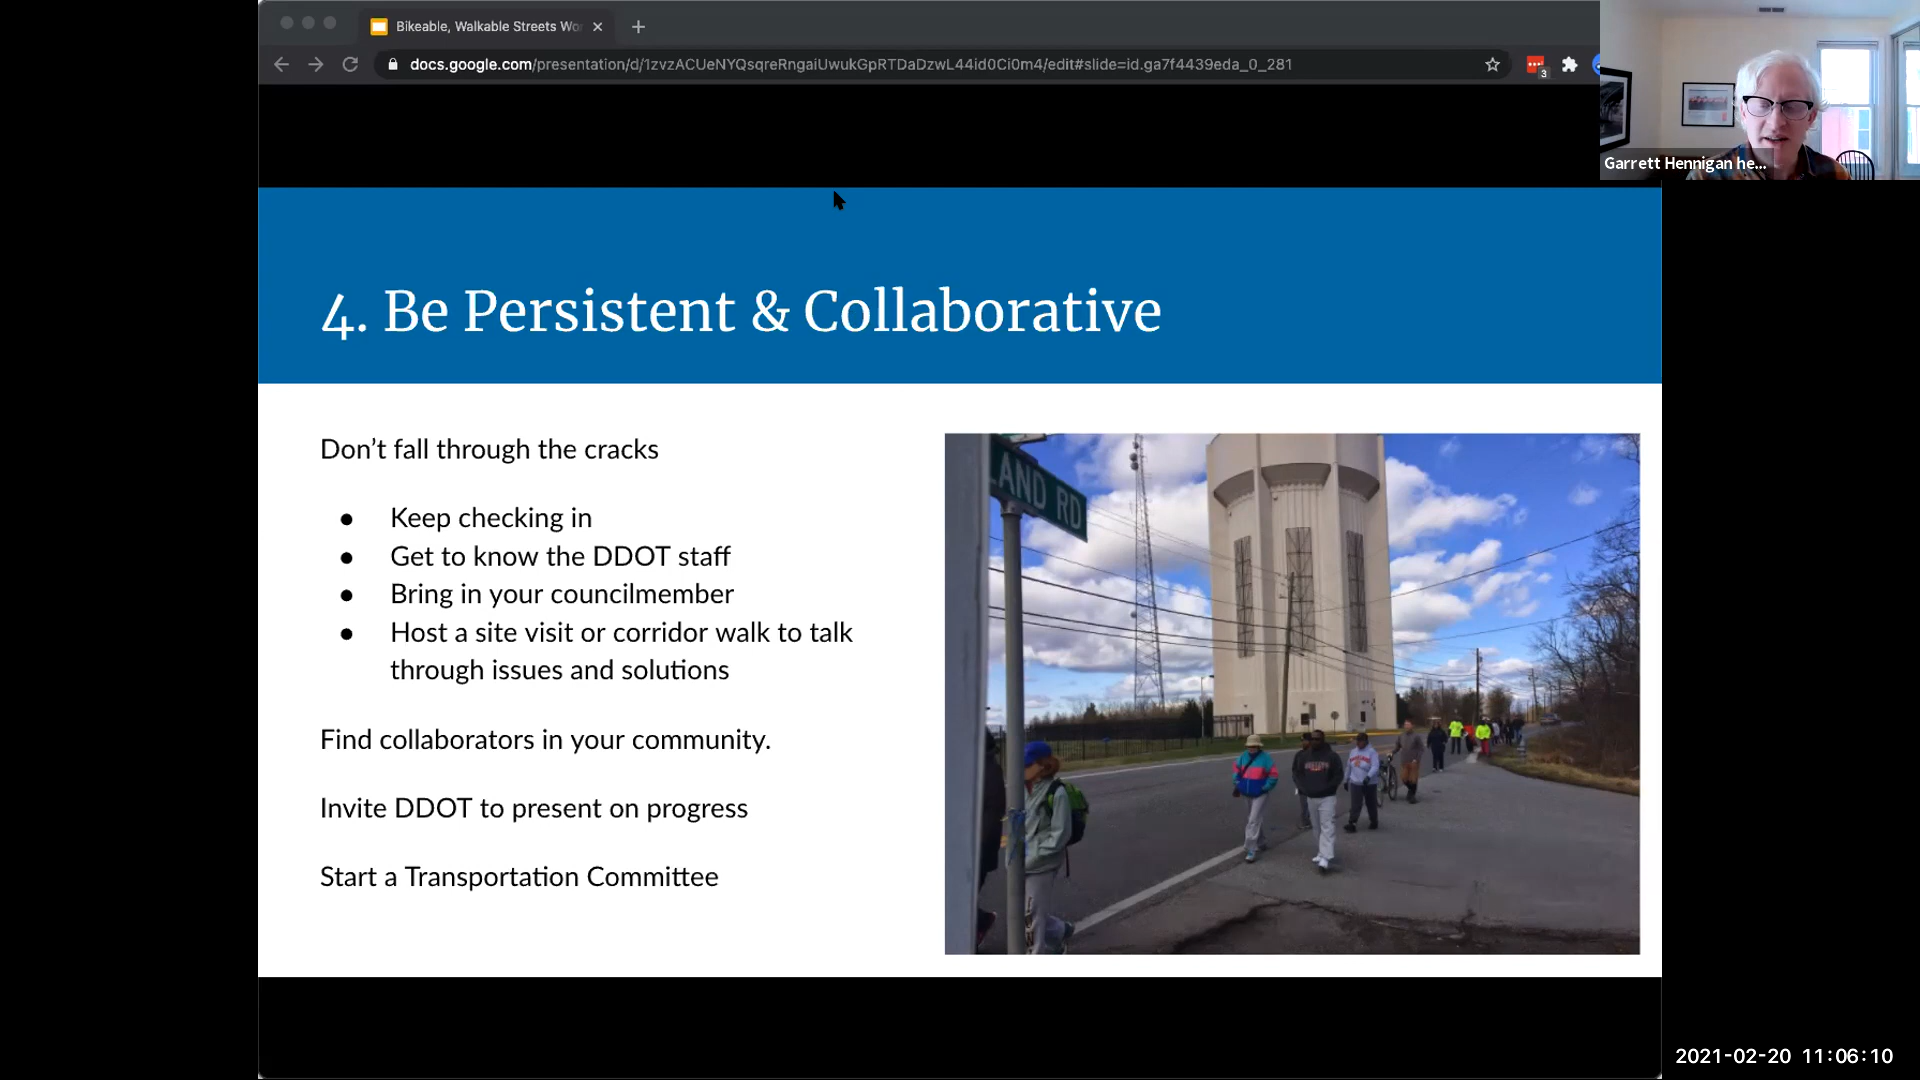 Bikeable, Walkable Streets Wo
docs.google.com/presentation/d/1zvzACUeNYQsqreRngaiUwukGpRTDaDzwL44id0Ci0m4/edit#slide=id.ga7f4439eda_0_281
3
Garrett Hennigan he...
4. Be Persistent & Collaborative
Don’t fall through the cracks
● Keep checking in
● Get to know the DDOT staff
● Bring in your councilmember
● Host a site visit or corridor walk to talk
through issues and solutions
Find collaborators in your community.
Invite DDOT to present on progress
Start a Transportation Committee
LAND RD
2021-02-20 11:06:10